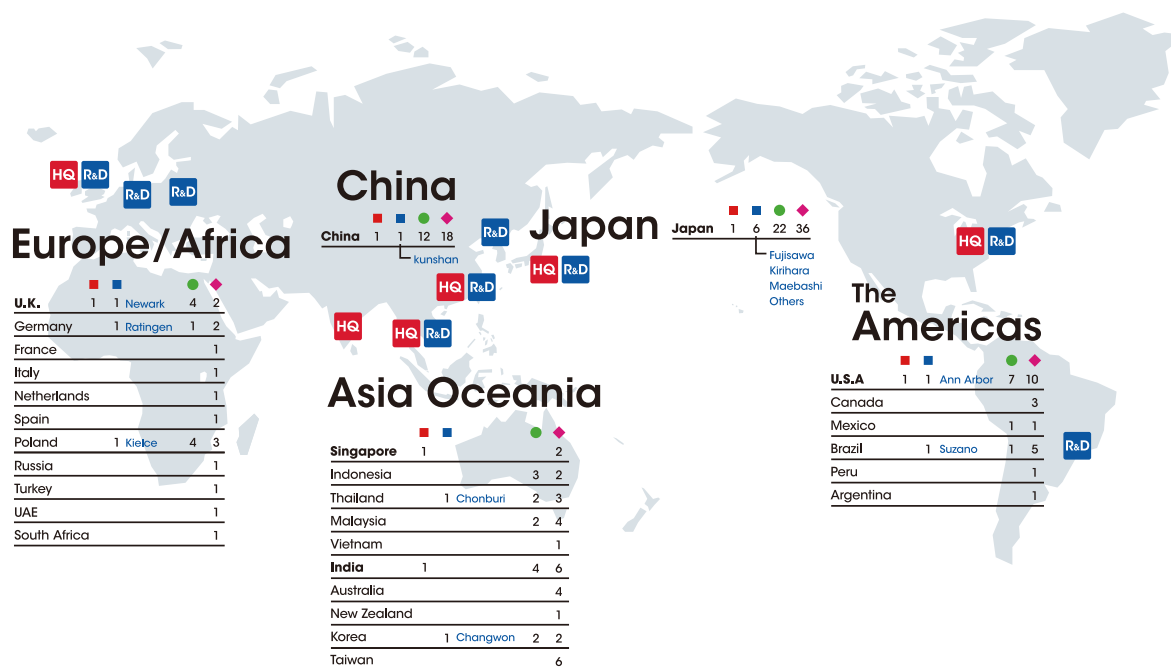 HQ R&D
R&D
R&D
Europe/Africa
U.K. 1 1 Newark 4 2
Germany 1 Ratingen 1 2
France 1
Italy 1
Netherlands 1
Spain 1
Poland 1 Kielce 4 3
Russia 1
Turkey 1
UAE 1
South Africa 1
China
China 1 1 12 18
kunshan
R&D
HQ R&D
HQ
HQ R&D
Asia Oceania
Singapore 1 2
Indonesia 3 2
Thailand 1 Chonburi 2 3
Malaysia 2 4
Vietnam 1
India 1 4 6
Australia 4
New Zealand 1
Korea 1 Changwon 2 2
Taiwan 6
Japan
HQ R&D
Japan 1 6 22 36
Fujisawa
Kirihara
Maebashi
Others
HQ R&D
The
Americas
U.S.A 1 1 Ann Arbor 7 10
Canada 3
Mexico 1 1
Brazil 1 Suzano 1 5
Peru 1
Argentina 1
R&D